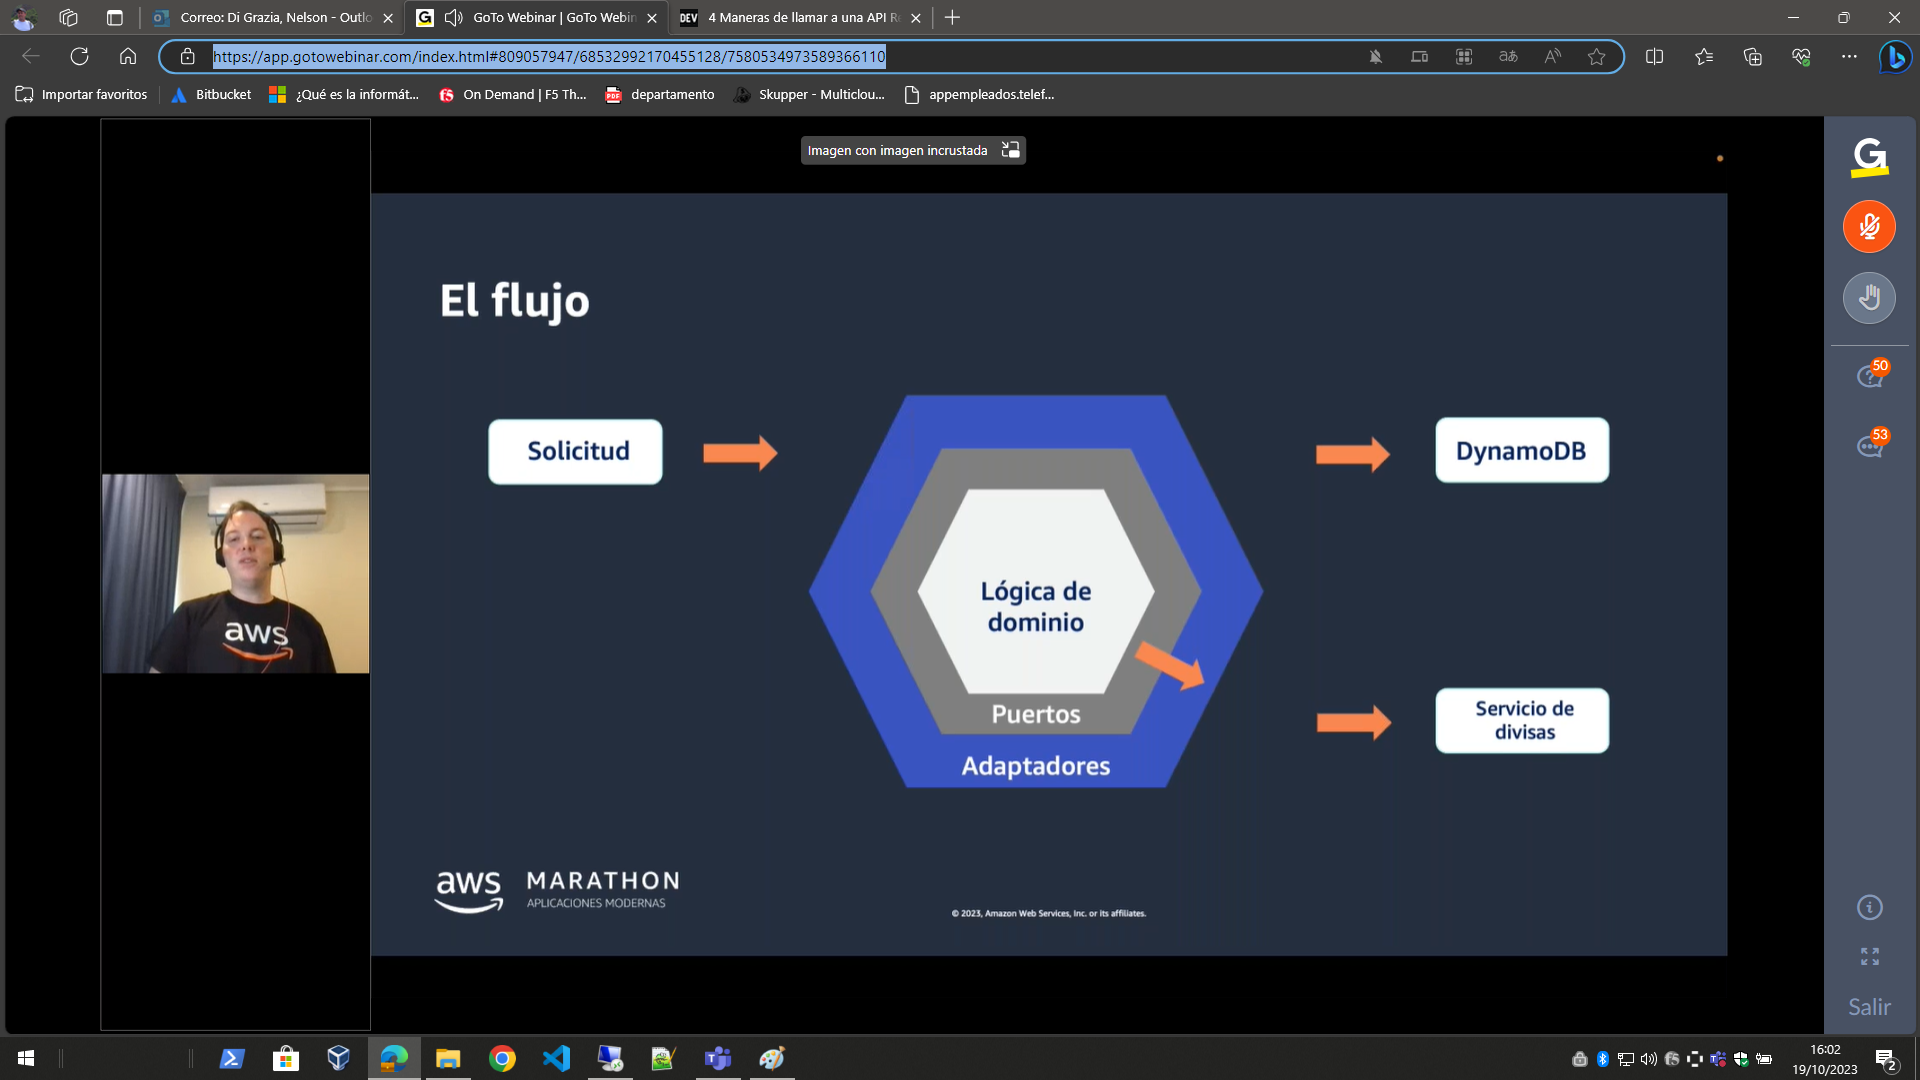 Correo: Di Grazia, Nelson - Outlo
GoTo Webinar | GoTo Webin
DEV
4 Maneras de llamar a una API Re
https://app.gotowebinar.com/index.html#809057947/68532992170455128/7580534973589366110
Importar favoritos
Bitbucket
¿Qué es la informát...
On Demand | F5 Th...
departamento
Skupper - Multiclou...
appempleados.telef...
Imagen con imagen incrustada
G
50
53
El flujo
Solicitud
DynamoDB
Lógica de
dominio
Puertos
Adaptadores
Servicio de
divisas
aws
aws
MARATHON
APLICACIONES MODERNAS
© 2023, Amazon Web Services, Inc. or its affiliates.
Salir
16:02
19/10/2023
2